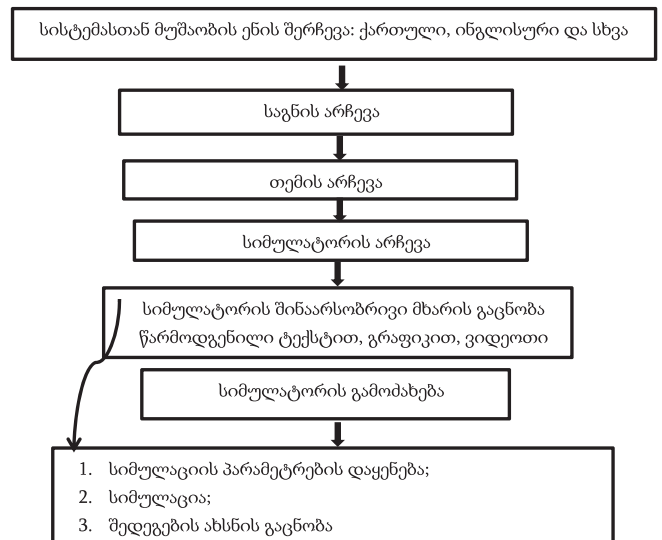 სისტემასთან მუშაობის ენის შერჩევა: ქართული, ინგლისური და სხვა
საგნის არჩევა
თემის არჩევა
სიმულატორის არჩევა
სიმულატორის შინაარსობრივი მხარის გაცნობა
წარმოდგენილი ტექსტით, გრაფიკით, ვიდეოთი
სიმულატორის გამოძახება
1. სიმულაციის პარამეტრების დაყენება;
2. სიმულაცია;
3. შედეგების ახსნის გაცნობა